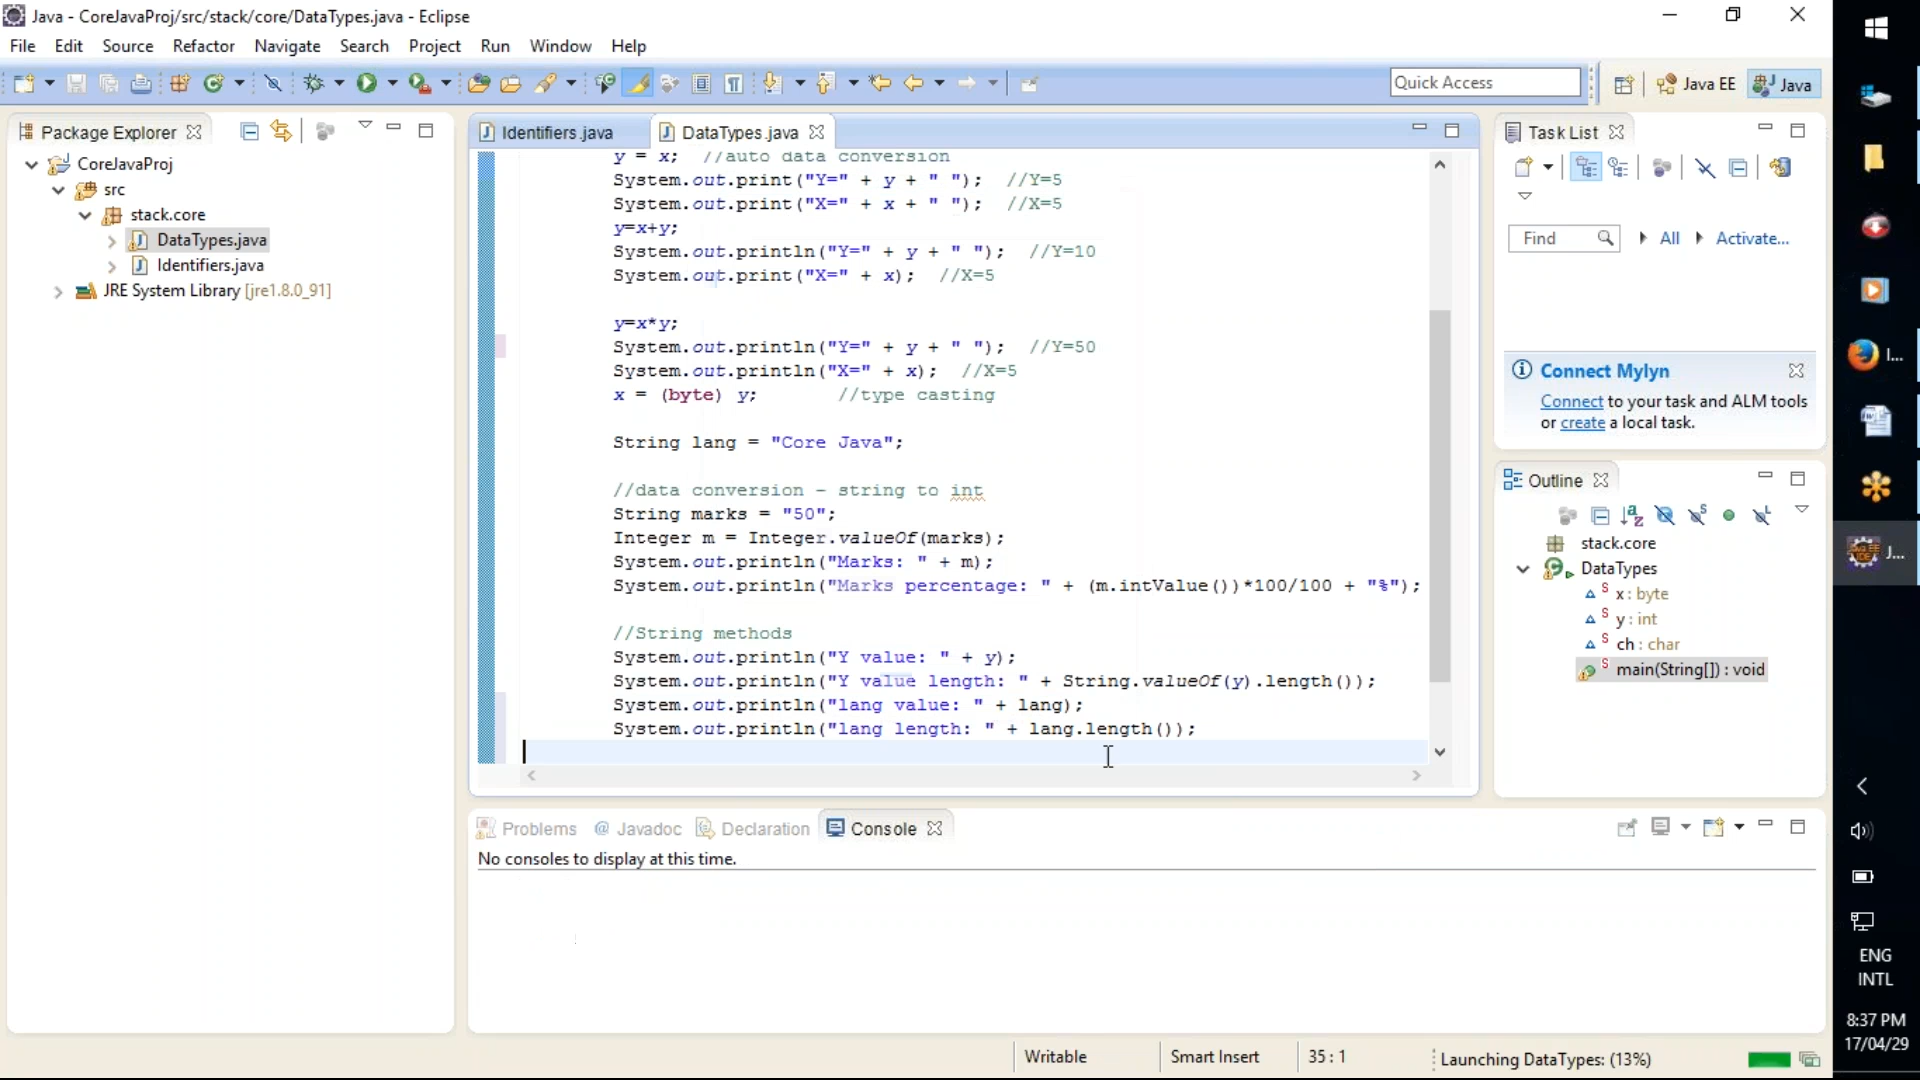 Java - CoreJavaProj/src/stack/core/DataTypes.java - Eclipse
File Edit Source Refactor Navigate Search Project Run Window Help
Quick Access
Java EE
Java
Package Explorer
CoreJavaProj
src
stack.core
DataTypes.java
Identifiers.java
JRE System Library [jre1.8.0_91]
Identifiers.java
DataTypes.java
y = x; //auto data conversion
System.out.print("Y=" + y + " "); //Y=5
System.out.print("X=" + x + " "); //X=5
y=x+y;
System.out.println("Y=" + y + " "); //Y=10
System.out.print("X=" + x); //X=5
y=x*y;
System.out.println("Y=" + y + " "); //Y=50
System.out.println("X=" + x); //X=5
x = (byte) y; //type casting
String lang = "Core Java";
//data conversion - string to int
String marks = "50";
Integer m = Integer.valueOf(marks);
System.out.println("Marks: " + m);
System.out.println("Marks percentage: " + (m.intValue())*100/100 + "%");
//String methods
System.out.println("Y value: " + y);
System.out.println("Y value length: " + String.valueOf(y).length());
System.out.println("lang value: " + lang);
System.out.println("lang length: " + lang.length());
Task List
Find
All
Activate...
Connect Mylyn
Connect to your task and ALM tools
or create a local task.
Outline
stack.core
DataTypes
x : byte
y : int
ch : char
main(String[]) : void
Problems
@ Javadoc
Declaration
Console
No consoles to display at this time.
Writable
Smart Insert
35 : 1
Launching DataTypes: (13%)
I...
J...
ENG
INTL
8:37 PM
17/04/29